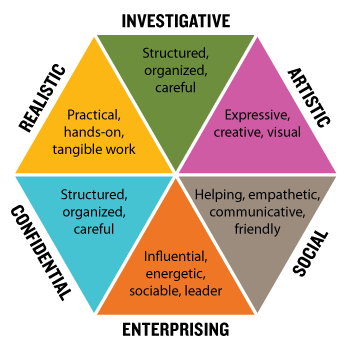 INVESTIGATIVE
Structured,
organized,
careful
REALISTIC
Practical,
hands-on,
tangible work
ARTISTIC
Expressive,
creative, visual
CONFIDENTIAL
Structured,
organized,
careful
SOCIAL
Helping, empathetic,
communicative,
friendly
Influential,
energetic,
sociable, leader
ENTERPRISING